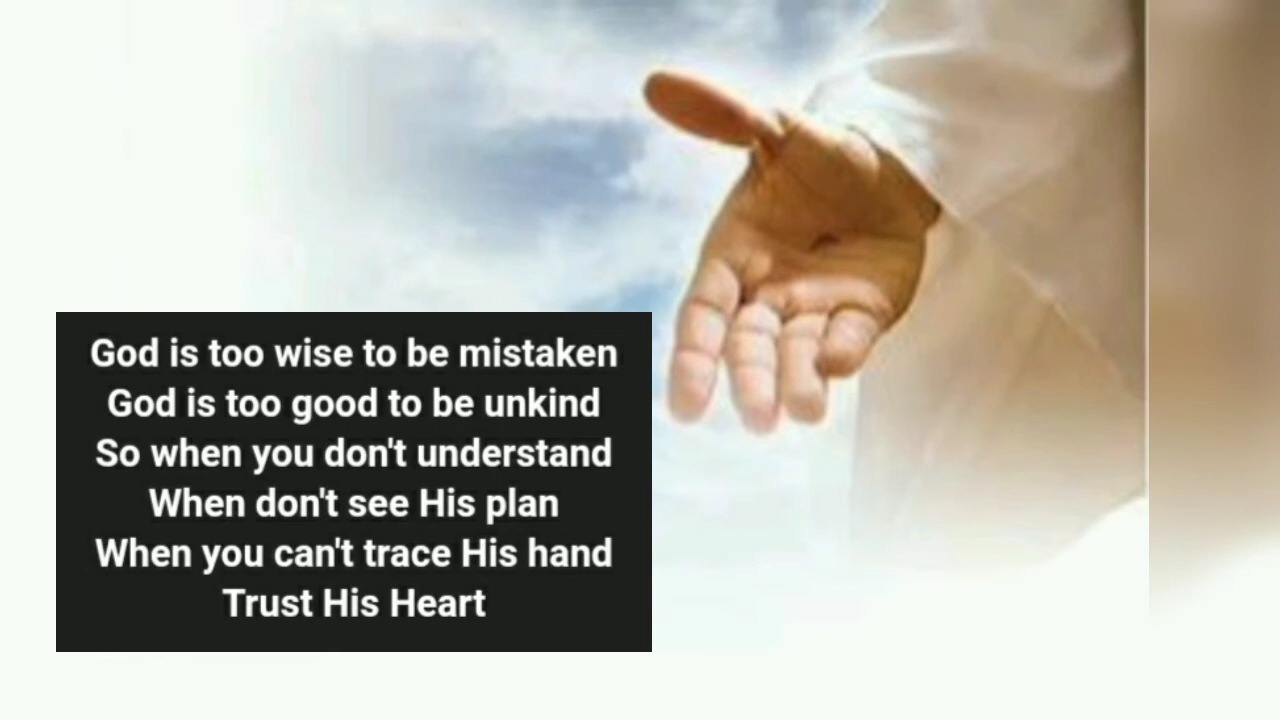 God is too wise to be mistaken
God is too good to be unkind
So when you don't understand
When don't see His plan
When you can't trace His hand
Trust His Heart